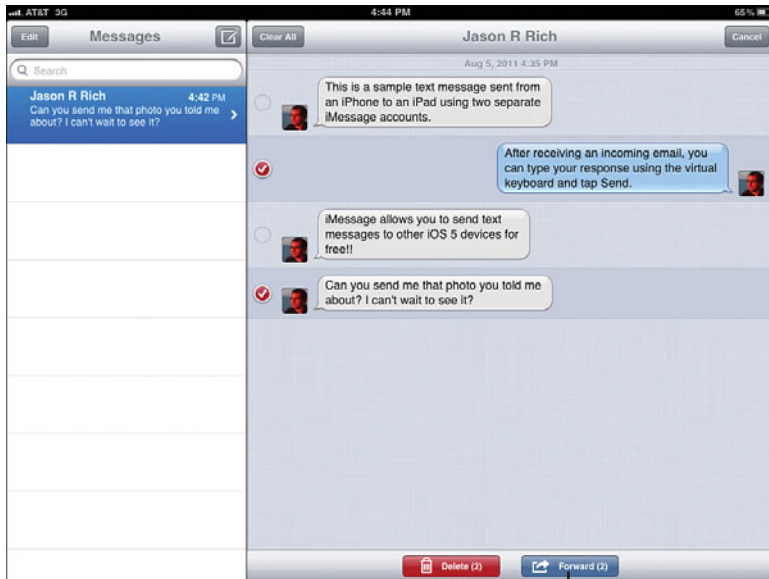 AT&T 3G 4:44 PM 65%
Edit Messages Clear All Jason R Rich Cancel
Search
Jason R Rich 4:42 PM
Can you send me that photo you told me
about? I can't wait to see it?
Aug 5, 2011 4:35 PM
This is a sample text message sent from
an iPhone to an iPad using two separate
iMessage accounts.
After receiving an incoming email, you
can type your response using the virtual
keyboard and tap Send.
iMessage allows you to send text
messages to other iOS 5 devices for
free!!
Can you send me that photo you told me
about? I can't wait to see it?
Delete (2) Forward (2)